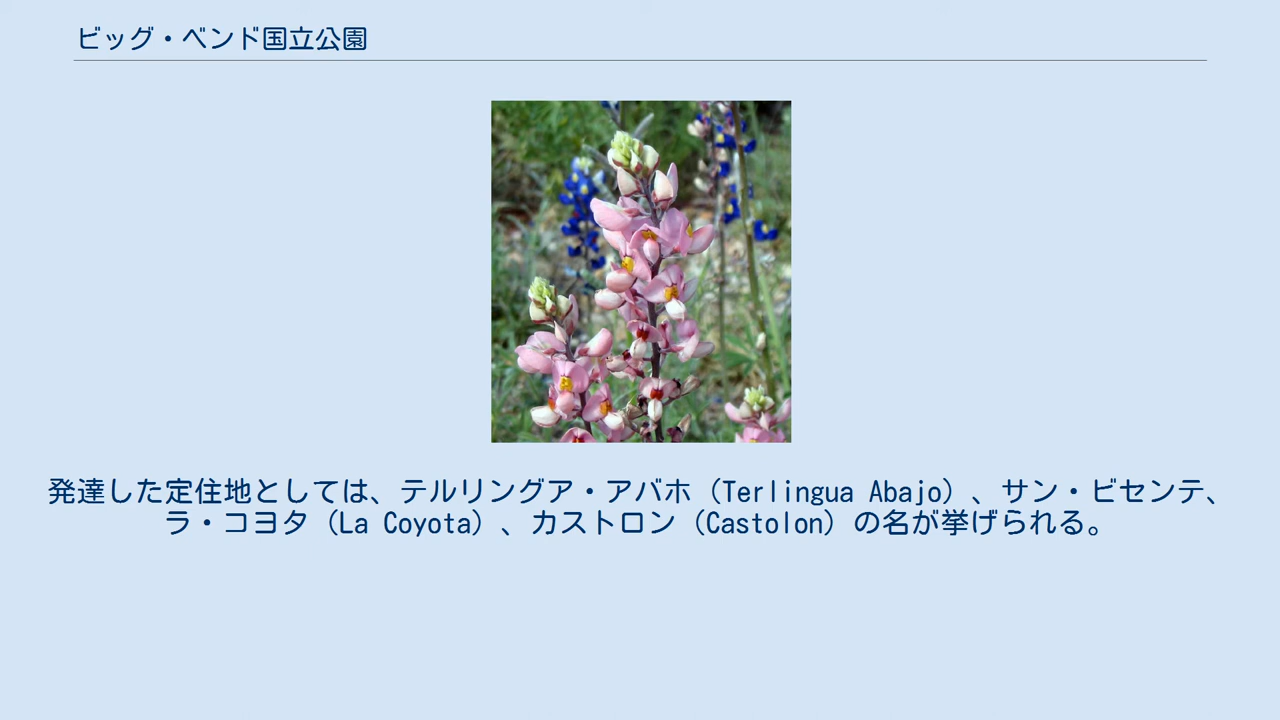 ビッグ・ベンド国立公園
発達した定住地としては、テルリングア・アバホ（Terlingua Abajo）、サン・ビセンテ、
ラ・コヨタ（La Coyota）、カストロン（Castolon）の名が挙げられる。